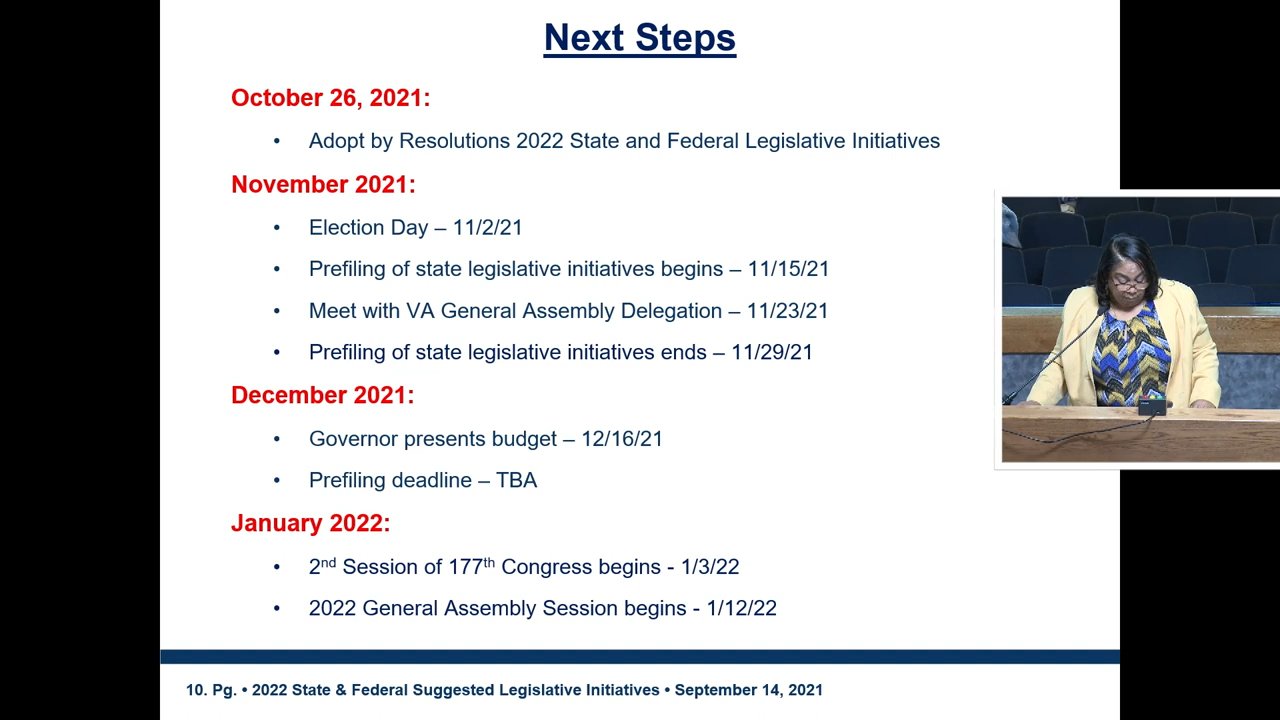 Next Steps
October 26, 2021:
• Adopt by Resolutions 2022 State and Federal Legislative Initiatives
November 2021:
• Election Day – 11/2/21
• Prefiling of state legislative initiatives begins – 11/15/21
• Meet with VA General Assembly Delegation – 11/23/21
• Prefiling of state legislative initiatives ends – 11/29/21
December 2021:
• Governor presents budget – 12/16/21
• Prefiling deadline – TBA
January 2022:
• 2nd Session of 177th Congress begins - 1/3/22
• 2022 General Assembly Session begins - 1/12/22
10. Pg. • 2022 State & Federal Suggested Legislative Initiatives • September 14, 2021